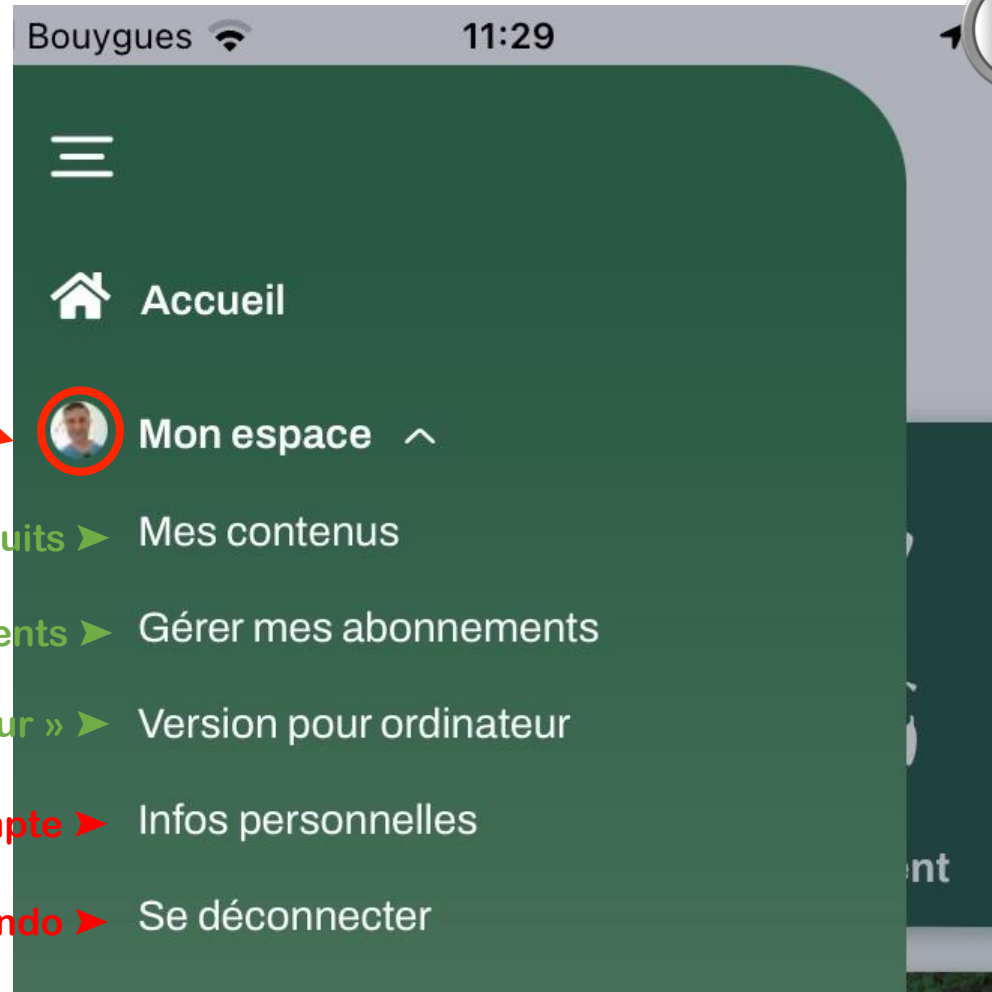 Bouygues 11:29
Accueil
Mon espace
uits ➤ Mes contenus
ents ➤ Gérer mes abonnements
ur » ➤ Version pour ordinateur
pte ➤ Infos personnelles
nt
ndo ➤ Se déconnecter